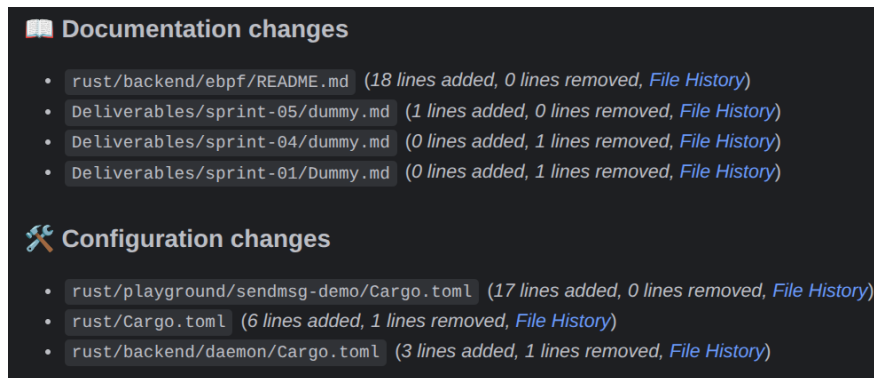 📖 Documentation changes
• rust/backend/ebpf/README.md (18 lines added, 0 lines removed, File History)
• Deliverables/sprint-05/dummy.md (1 lines added, 0 lines removed, File History)
• Deliverables/sprint-04/dummy.md (0 lines added, 1 lines removed, File History)
• Deliverables/sprint-01/Dummy.md (0 lines added, 1 lines removed, File History)
🛠️ Configuration changes
• rust/playground/sendmsg-demo/Cargo.toml (17 lines added, 0 lines removed, File History)
• rust/Cargo.toml (6 lines added, 1 lines removed, File History)
• rust/backend/daemon/Cargo.toml (3 lines added, 1 lines removed, File History)